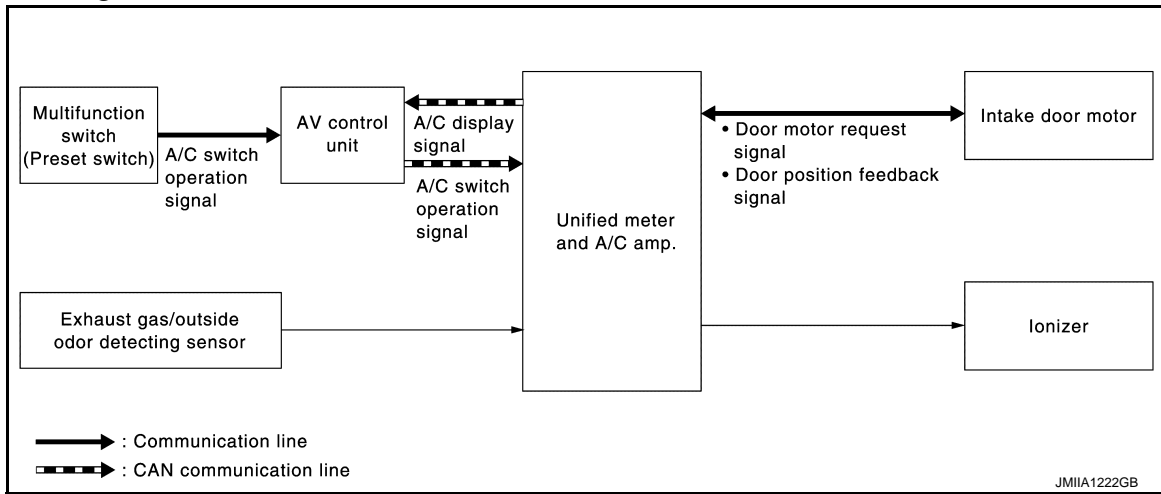 Multifunction
switch
(Preset switch)
A/C switch
operation
signal
AV control
unit
A/C display
signal
A/C switch
operation
signal
Unified meter
and A/C amp.
• Door motor request
signal
• Door position feedback
signal
Intake door motor
Exhaust gas/outside
odor detecting sensor
Ionizer
: Communication line
: CAN communication line
JMIIA1222GB